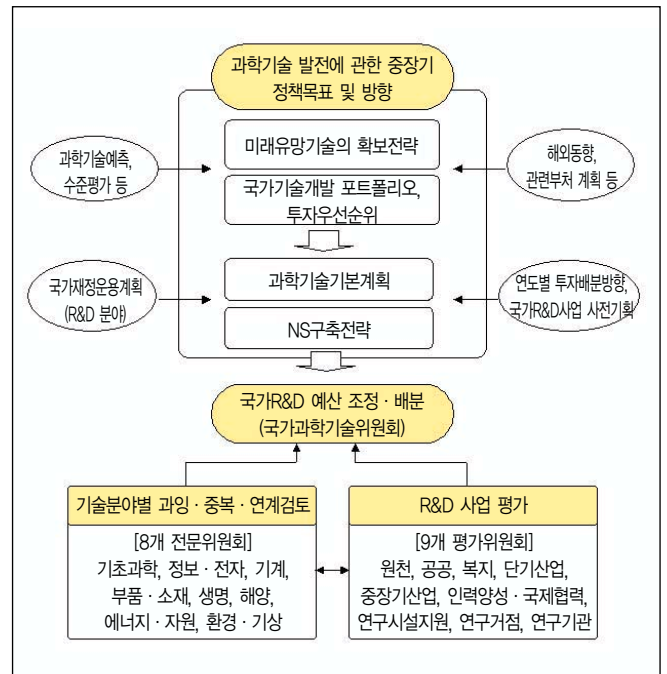 과학기술 발전에 관한 중장기
정책목표 및 방향
미래유망기술의 확보전략
과학기술예측,
수준평가 등
해외동향,
관련부처 계획 등
국가기술개발 포트폴리오,
투자우선순위
과학기술기본계획
국가재정운용계획
(R&D 분야)
연도별 투자배분방향,
국가R&D사업 사전기획
NS구축전략
국가R&D 예산 조정·배분
(국가과학기술위원회)
기술분야별 과잉·중복·연계검토
[8개 전문위원회]
기초과학, 정보·전자, 기계,
부품·소재, 생명, 해양,
에너지·자원, 환경·기상
R&D 사업 평가
[9개 평가위원회]
원천, 공공, 복지, 단기산업,
중장기산업, 인력양성·국제협력,
연구시설지원, 연구거점, 연구기관